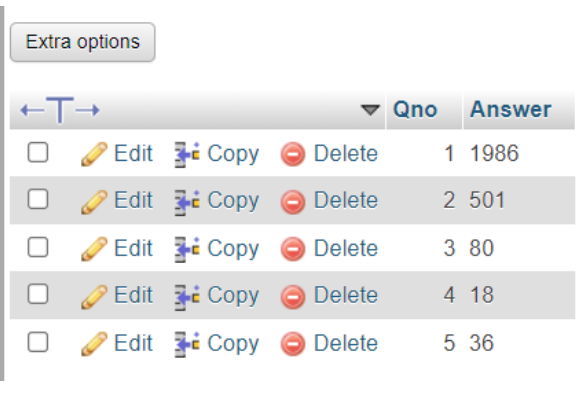 Extra options
←T→ Qno Answer
Edit Copy Delete 1 1986
Edit Copy Delete 2 501
Edit Copy Delete 3 80
Edit Copy Delete 4 18
Edit Copy Delete 5 36